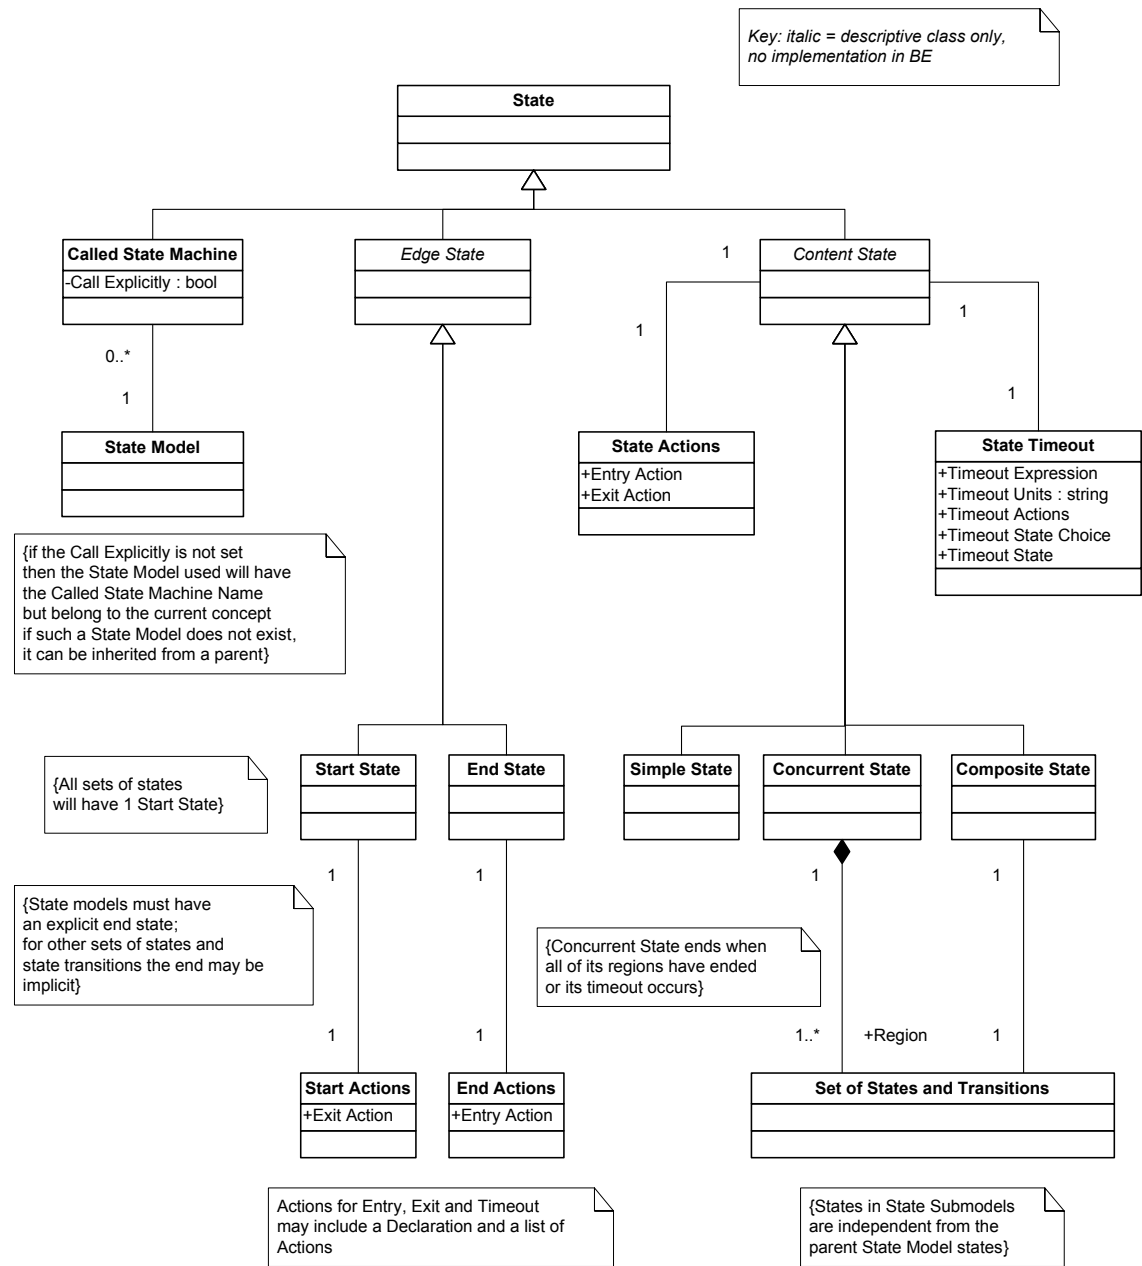 Key: italic = descriptive class only,
no implementation in BE
State
Called State Machine
-Call Explicitly : bool
Edge State
1
Content State
1
1
0..*
1
1
State Model
State Actions
+Entry Action
+Exit Action
State Timeout
+Timeout Expression
+Timeout Units : string
+Timeout Actions
+Timeout State Choice
+Timeout State
{if the Call Explicitly is not set
then the State Model used will have
the Called State Machine Name
but belong to the current concept
if such a State Model does not exist,
it can be inherited from a parent}
Start State
End State
Simple State
Concurrent State
Composite State
{All sets of states
will have 1 Start State}
1
1
1
1
{State models must have
an explicit end state;
for other sets of states and
state transitions the end may be
implicit}
{Concurrent State ends when
all of its regions have ended
or its timeout occurs}
1
1
1..*
+Region
1
Start Actions
+Exit Action
End Actions
+Entry Action
Set of States and Transitions
Actions for Entry, Exit and Timeout
may include a Declaration and a list of
Actions
{States in State Submodels
are independent from the
parent State Model states}